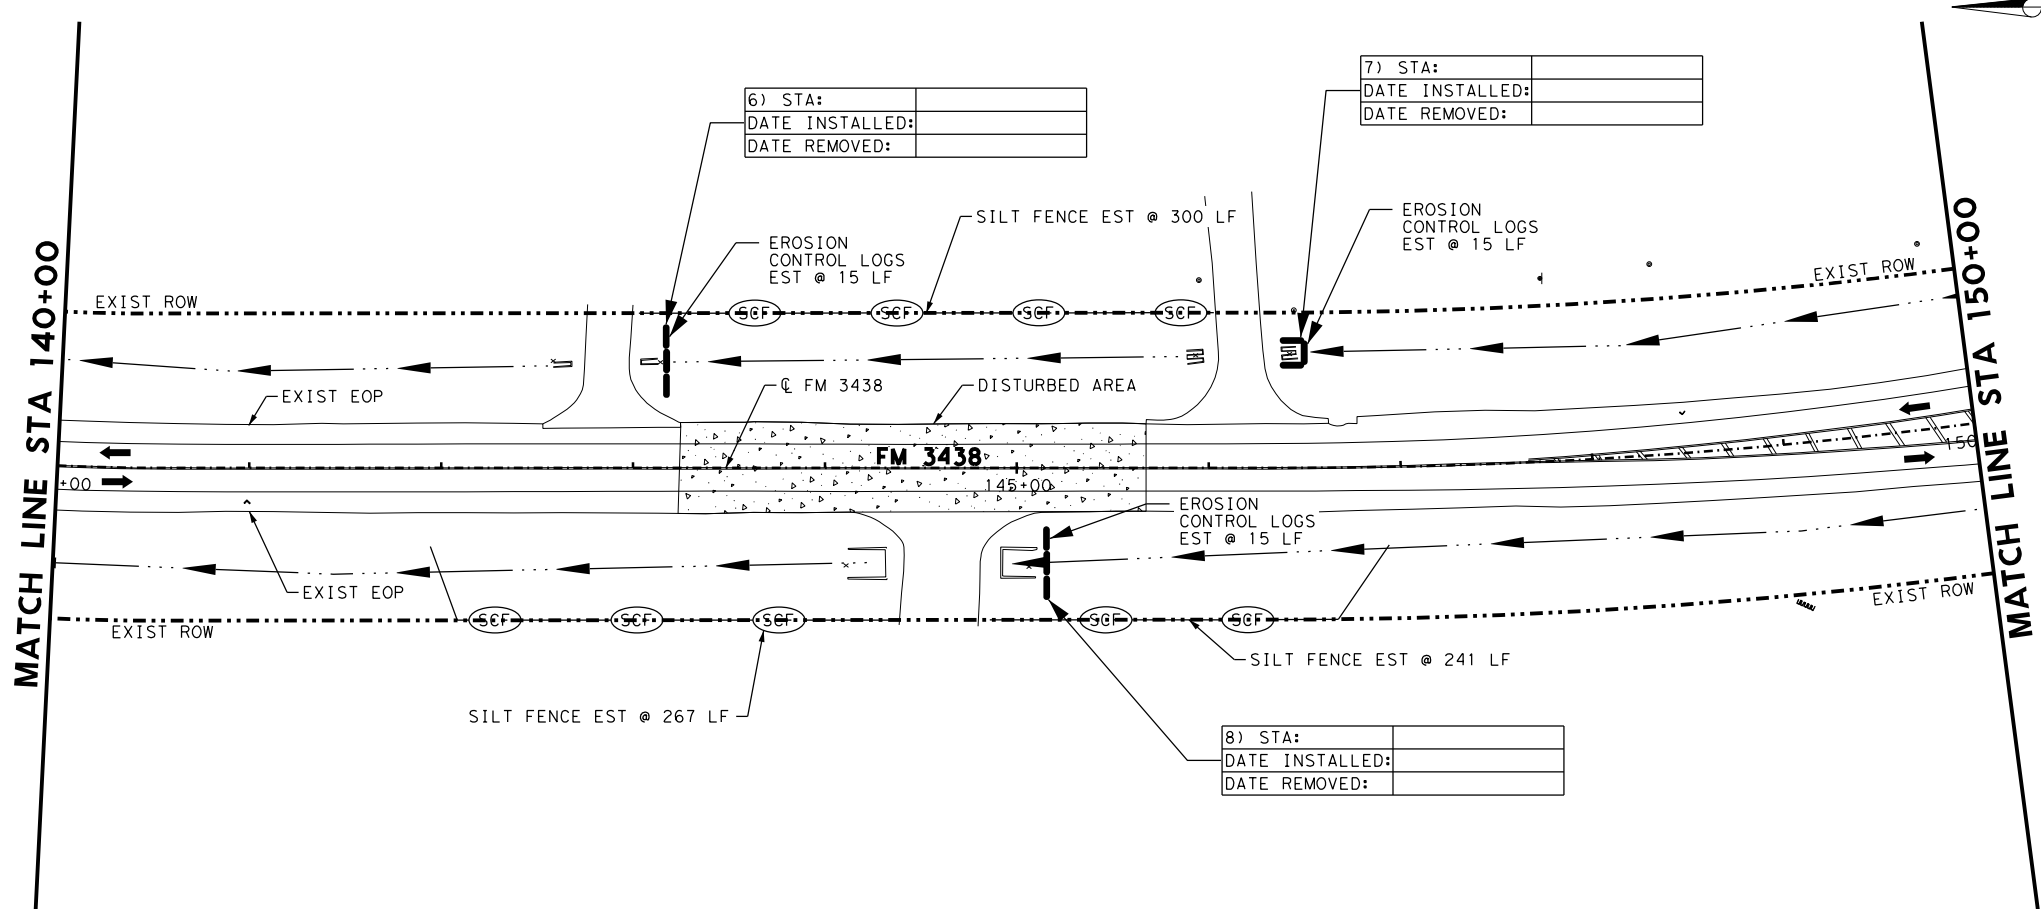 7) STA:
DATE INSTALLED:
DATE REMOVED:
6) STA:
DATE INSTALLED:
DATE REMOVED:
SILT FENCE EST @ 300 LF
EROSION
CONTROL LOGS
EST @ 15 LF
EROSION
CONTROL LOGS
EST @ 15 LF
MATCH LINE STA 140+00
MATCH LINE STA 150+00
EXIST ROW
EXIST ROW
SCF
SCF
SCF
SCF
EXIST EOP
℄ FM 3438
DISTURBED AREA
FM 3438
150
+00
145+00
EROSION
CONTROL LOGS
EST @ 15 LF
EXIST EOP
EXIST ROW
EXIST ROW
SCF
SCF
SCF
SCF
SCF
SILT FENCE EST @ 241 LF
SILT FENCE EST @ 267 LF
8) STA:
DATE INSTALLED:
DATE REMOVED: